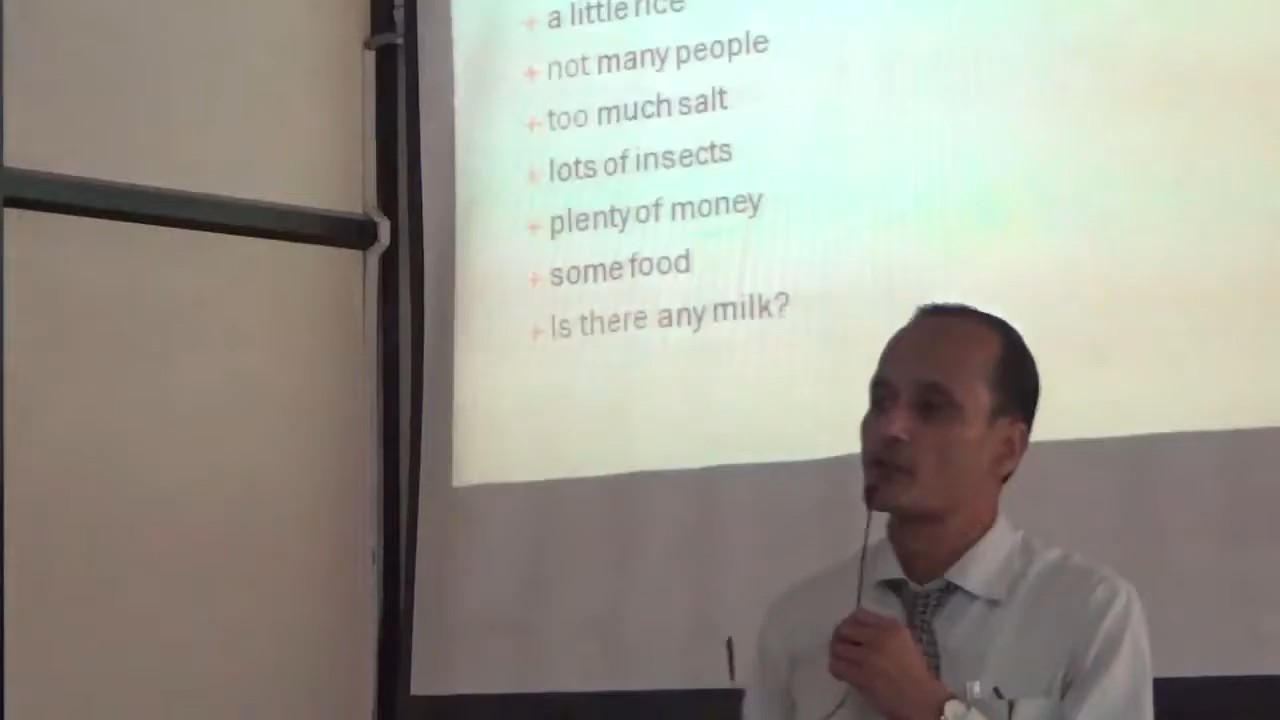 + a little rice
+ not many people
+ too much salt
+ lots of insects
+ plenty of money
+ some food
+ Is there any milk?